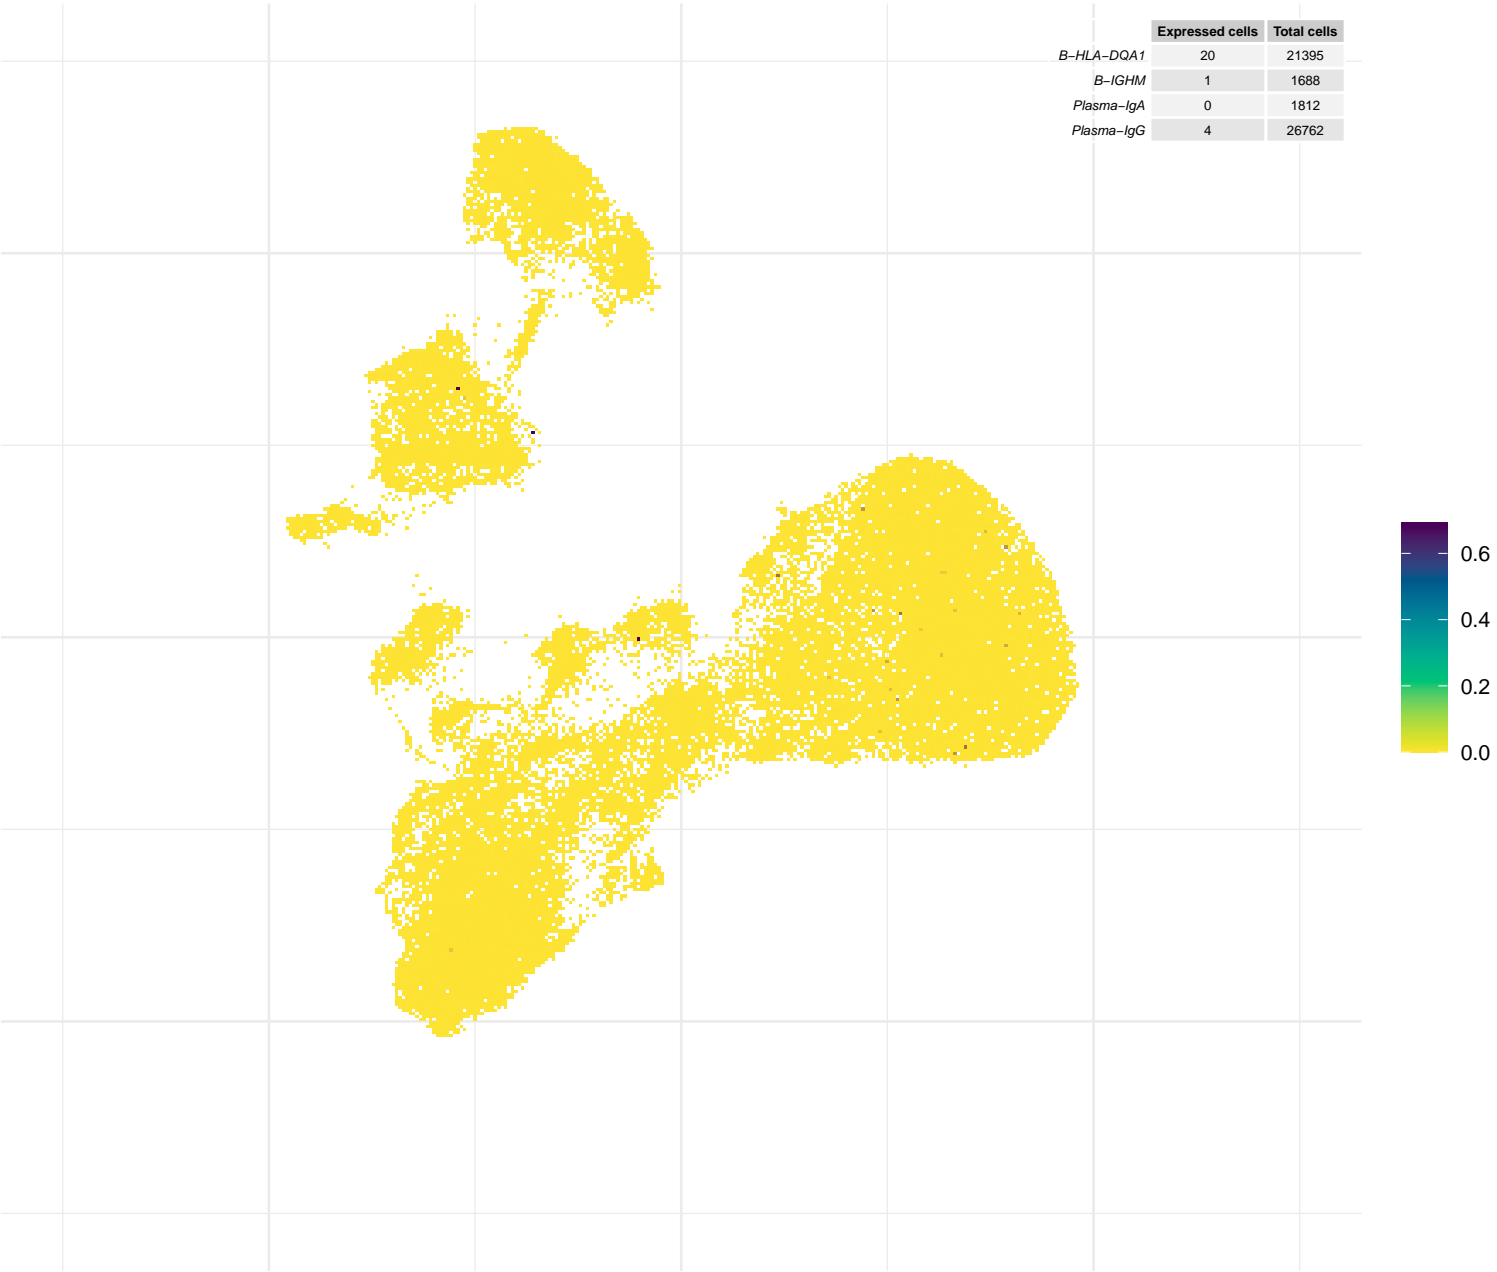 Expressed cells Total cells
B−HLA−DQA1 20 21395
B−IGHM 1 1688
Plasma−IgA 0 1812
Plasma−IgG 4 26762
0.6
0.4
0.2
0.0